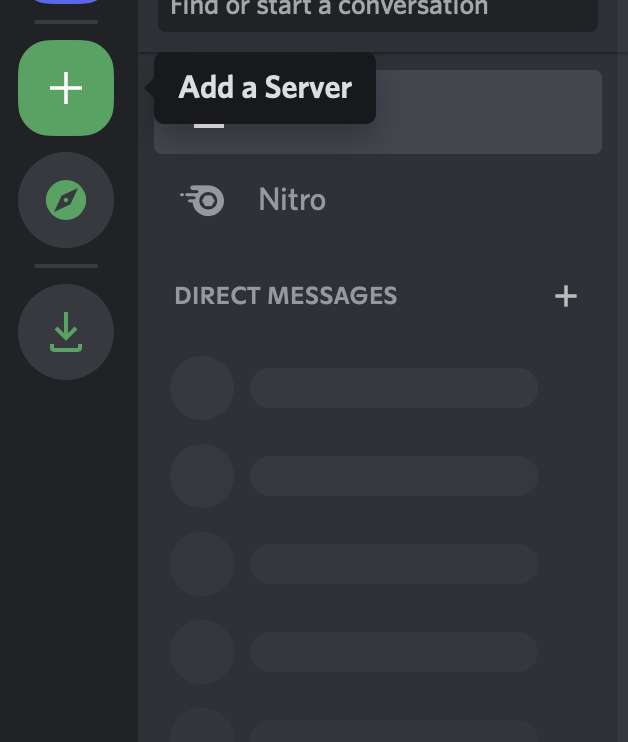 Find or start a conversation
Add a Server
Nitro
DIRECT MESSAGES